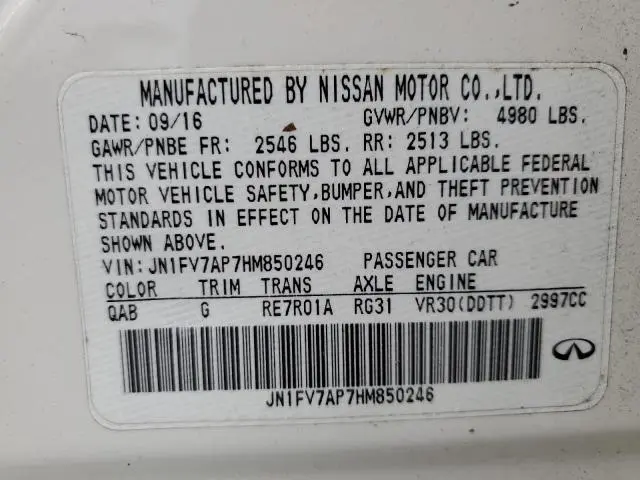 MANUFACTURED BY NISSAN MOTOR CO.,LTD.
DATE: 09/16 GVWR/PNBV: 4980 LBS.
GAWR/PNBE FR: 2546 LBS. RR: 2513 LBS.
THIS VEHICLE CONFORMS TO ALL APPLICABLE FEDERAL
MOTOR VEHICLE SAFETY,BUMPER,AND THEFT PREVENTION
STANDARDS IN EFFECT ON THE DATE OF MANUFACTURE
SHOWN ABOVE.
VIN:JN1FV7AP7HM850246 PASSENGER CAR
COLOR TRIM TRANS AXLE ENGINE
QAB G RE7R01A RG31 VR30(DDTT) 2997CC
JN1FV7AP7HM850246